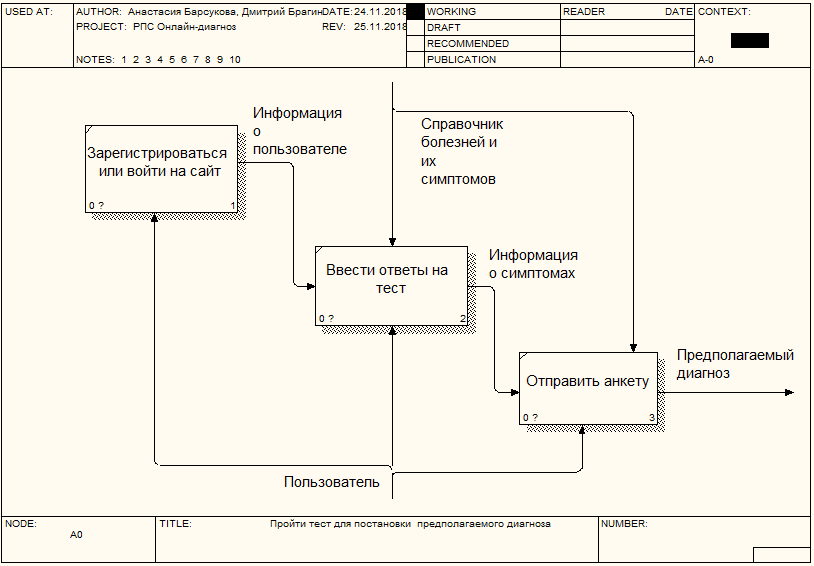 USED AT:
AUTHOR: Анастасия Барсукова, Дмитрий Брагин
DATE: 24.11.2018
PROJECT: РПС Онлайн-диагноз
REV: 25.11.2018
NOTES: 1 2 3 4 5 6 7 8 9 10
WORKING
DRAFT
RECOMMENDED
PUBLICATION
READER
DATE
CONTEXT:
A-0
Информация
о
пользователе
Справочник
болезней и
их
симптомов
Зарегистрироваться
или войти на сайт
0 ?
1
Ввести ответы на
тест
0 ?
2
Информация
о симптомах
Отправить анкету
0 ?
3
Предполагаемый
диагноз
Пользователь
NODE:
A0
TITLE:
Пройти тест для постановки предполагаемого диагноза
NUMBER: